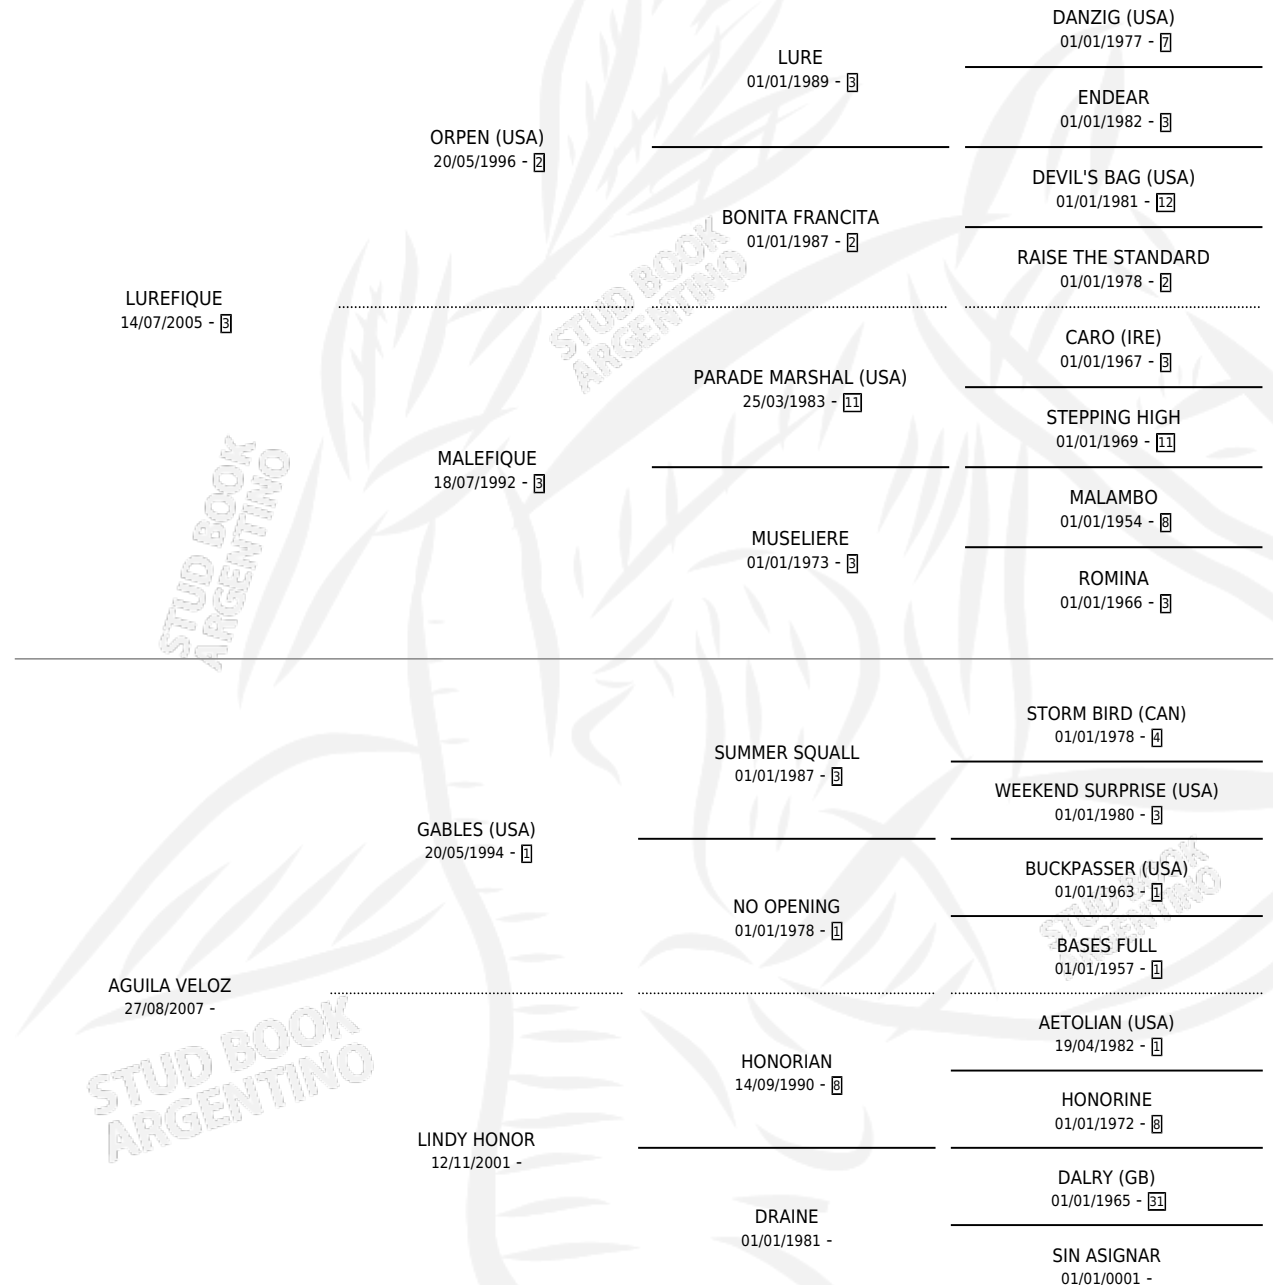 DANZIG (USA)
01/01/1977 - 7
LURE
01/01/1989 - 3
ENDEAR
01/01/1982 - 3
ORPEN (USA)
20/05/1996 - 2
DEVIL'S BAG (USA)
01/01/1981 - 12
BONITA FRANCITA
01/01/1987 - 2
RAISE THE STANDARD
01/01/1978 - 2
LUREFIQUE
14/07/2005 - 3
CARO (IRE)
01/01/1967 - 3
PARADE MARSHAL (USA)
25/03/1983 - 11
STEPPING HIGH
01/01/1969 - 11
MALEFIQUE
18/07/1992 - 3
MALAMBO
01/01/1954 - 8
MUSELIERE
01/01/1973 - 3
ROMINA
01/01/1966 - 3
STORM BIRD (CAN)
01/01/1978 - 4
SUMMER SQUALL
01/01/1987 - 3
WEEKEND SURPRISE (USA)
01/01/1980 - 3
GABLES (USA)
20/05/1994 - 1
BUCKPASSER (USA)
01/01/1963 - 1
NO OPENING
01/01/1978 - 1
BASES FULL
01/01/1957 - 1
AGUILA VELOZ
27/08/2007 -
AETOLIAN (USA)
19/04/1982 - 1
HONORIAN
14/09/1990 - 8
HONORINE
01/01/1972 - 8
LINDY HONOR
12/11/2001 -
DALRY (GB)
01/01/1965 - 31
DRAINE
01/01/1981 -
SIN ASIGNAR
01/01/0001 -
STUD BOOK
ARGENTINO
STUD BOOK
ARGENTINO
STUD BOOK
ARGENTINO
STUD BOOK
ARGENTINO